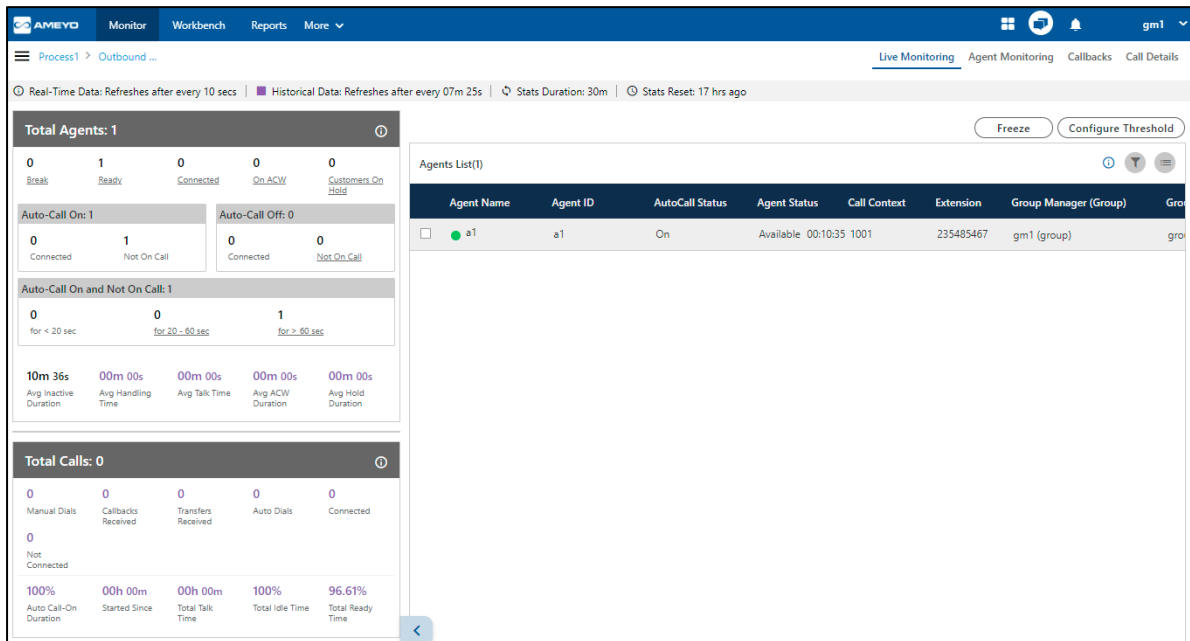 AMEYO Monitor Workbench Reports More gm1
Process1 > Outbound ... Live Monitoring Agent Monitoring Callbacks Call Details
Real-Time Data: Refreshes after every 10 secs | Historical Data: Refreshes after every 07m 25s | Stats Duration: 30m | Stats Reset: 17 hrs ago
Total Agents: 1
0 1 0 0 0
Break Ready Connected On ACW Customers On
Hold
Auto-Call On: 1 Auto-Call Off: 0
0 1 0 0
Connected Not On Call Connected Not On Call
Auto-Call On and Not On Call: 1
0 0 1
for < 20 sec for 20 - 60 sec for > 60 sec
10m 36s 00m 00s 00m 00s 00m 00s 00m 00s
Avg Inactive Avg Handling Avg Talk Time Avg ACW Avg Hold
Duration Time Duration Duration
Total Calls: 0
0 0 0 0 0
Manual Dials Callbacks Transfers Auto Dials Connected
Received Received
0
Not
Connected
100% 00h 00m 00h 00m 100% 96.61%
Auto Call-On Started Since Total Talk Total Idle Time Total Ready
Duration Time Time
Freeze Configure Threshold
Agents List(1)
Agent Name Agent ID AutoCall Status Agent Status Call Context Extension Group Manager (Group) Grou
a1 a1 On Available 00:10:35 1001 235485467 gm1 (group) grou